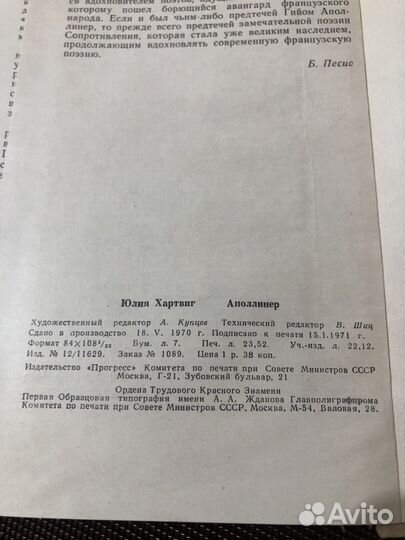 ся вдохновителем поэтов,
которому пошел борющийся авангард французского
народа. Если и был чьим-либо предтечей Гийом Апол-
линер, то прежде всего предтечей замечательной поэзии
Сопротивления, которая стала уже великим наследием,
продолжающим вдохновлять современную французскую
поэзию.
Б. Песис
Юлия Хартвиг Аполлинер
Художественный редактор А. Купцов Технический редактор В. Шиц
Сдано в производство 18. V. 1970 г. Подписано к печати 15.1.1971 г.
Формат 84×108¹/₃₂ Бум. л. 7. Печ. л. 23,52. Уч.-изд. л. 22,12.
Изд. № 12/11629. Заказ № 1089. Цена 1 р. 38 коп.
Издательство «Прогресс» Комитета по печати при Совете Министров СССР
Москва, Г-21, Зубовский бульвар, 21
Ордена Трудового Красного Знамени
Первая Образцовая типография имени А. А. Жданова Главполиграфпрома
Комитета по печати при Совете Министров СССР, Москва, М-54, Валовая, 28.
Avito